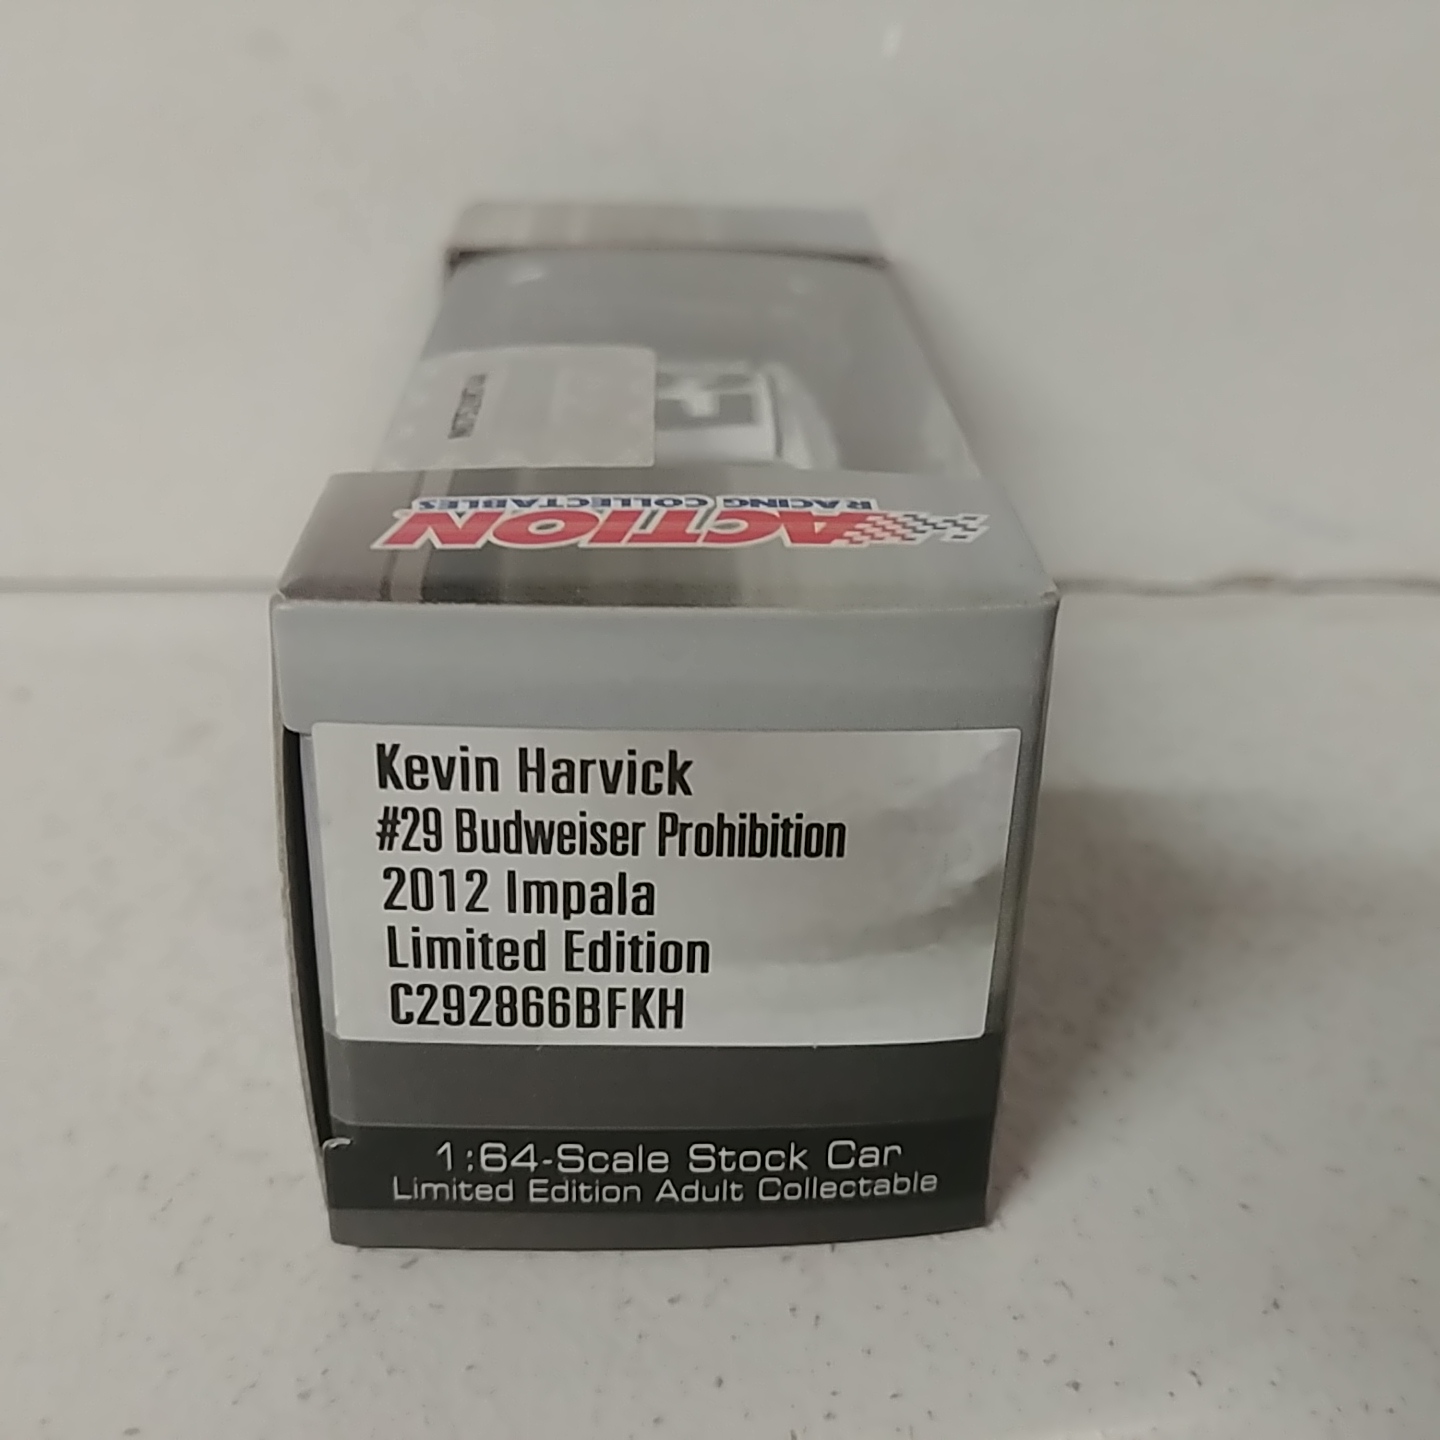 ACTION
RACING COLLECTABLES
Kevin Harvick
#29 Budweiser Prohibition
2012 Impala
Limited Edition
C292866BFKH
1:64-Scale Stock Car
Limited Edition Adult Collectable